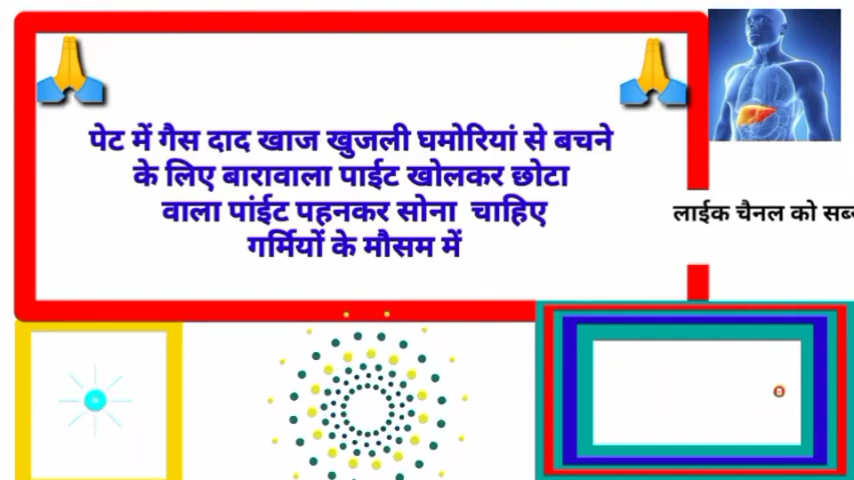 पेट में गैस दाद खाज खुजली घमोरियां से बचने
के लिए बारावाला पाईट खोलकर छोटा
वाला पांईट पहनकर सोना चाहिए
गर्मियों के मौसम में
लाईक चैनल को